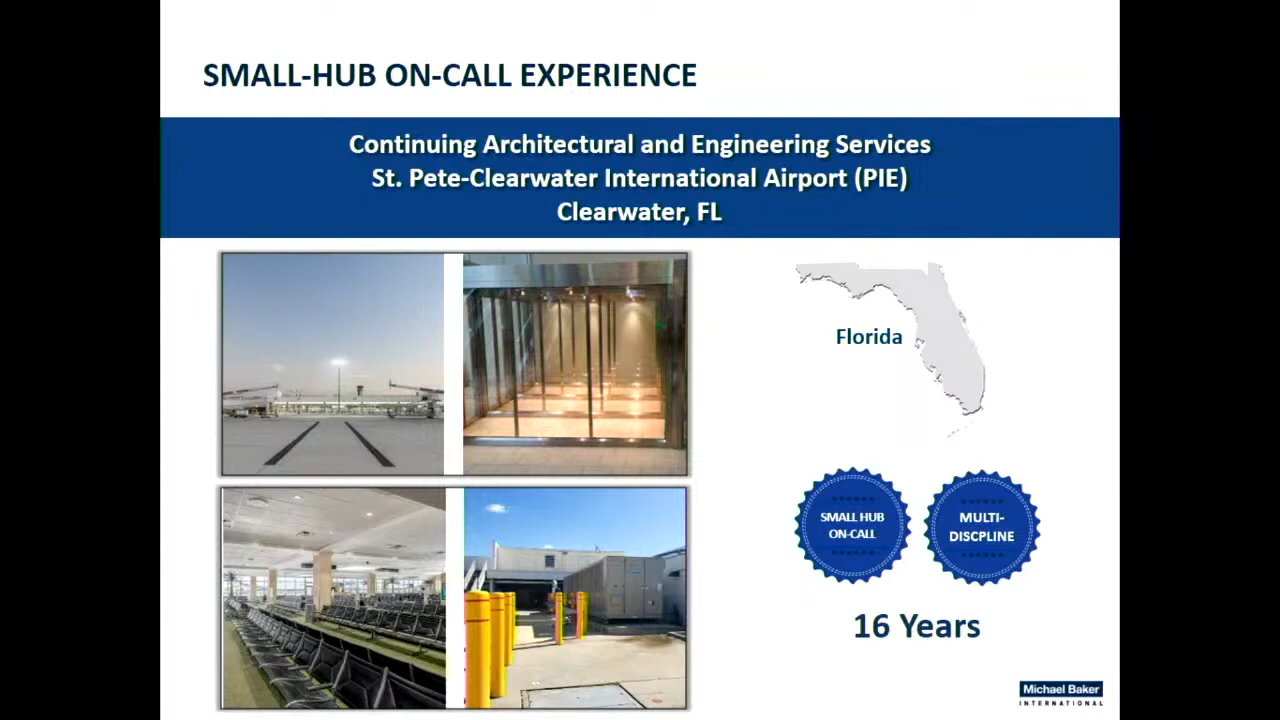 SMALL-HUB ON-CALL EXPERIENCE
Continuing Architectural and Engineering Services
St. Pete-Clearwater International Airport (PIE)
Clearwater, FL
Florida
SMALL HUB
ON-CALL
MULTI-
DISCPLINE
16 Years
Michael Baker
INTERNATIONAL